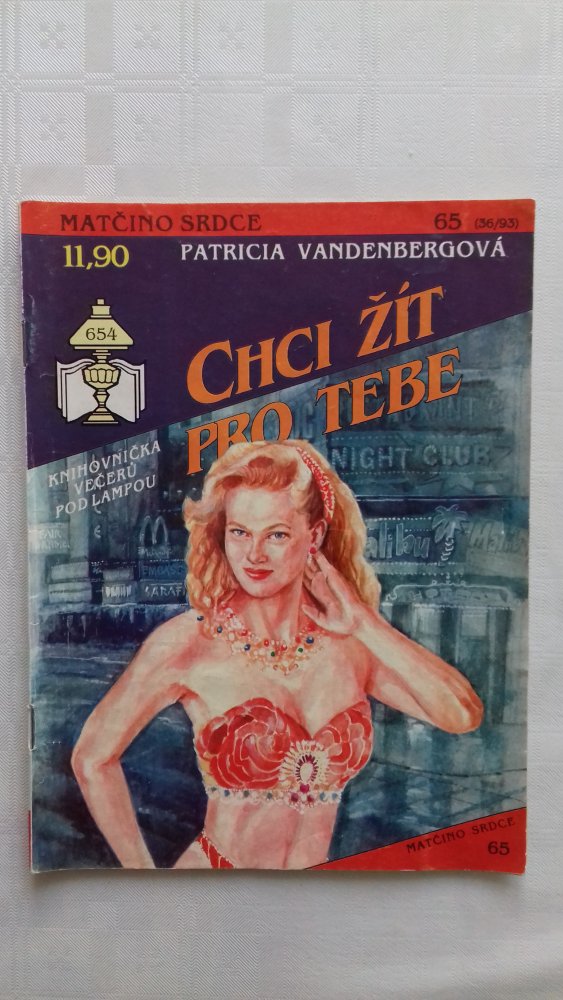 MATČINO SRDCE 65 (36/93)
11,90 PATRICIA VANDENBERGOVÁ
654
CHCI ŽÍT
PRO TEBE
KNIHOVNIČKA
VEČERŮ
POD LAMPOU
NIGHT CLUB
alibu
MATČINO SRDCE
65